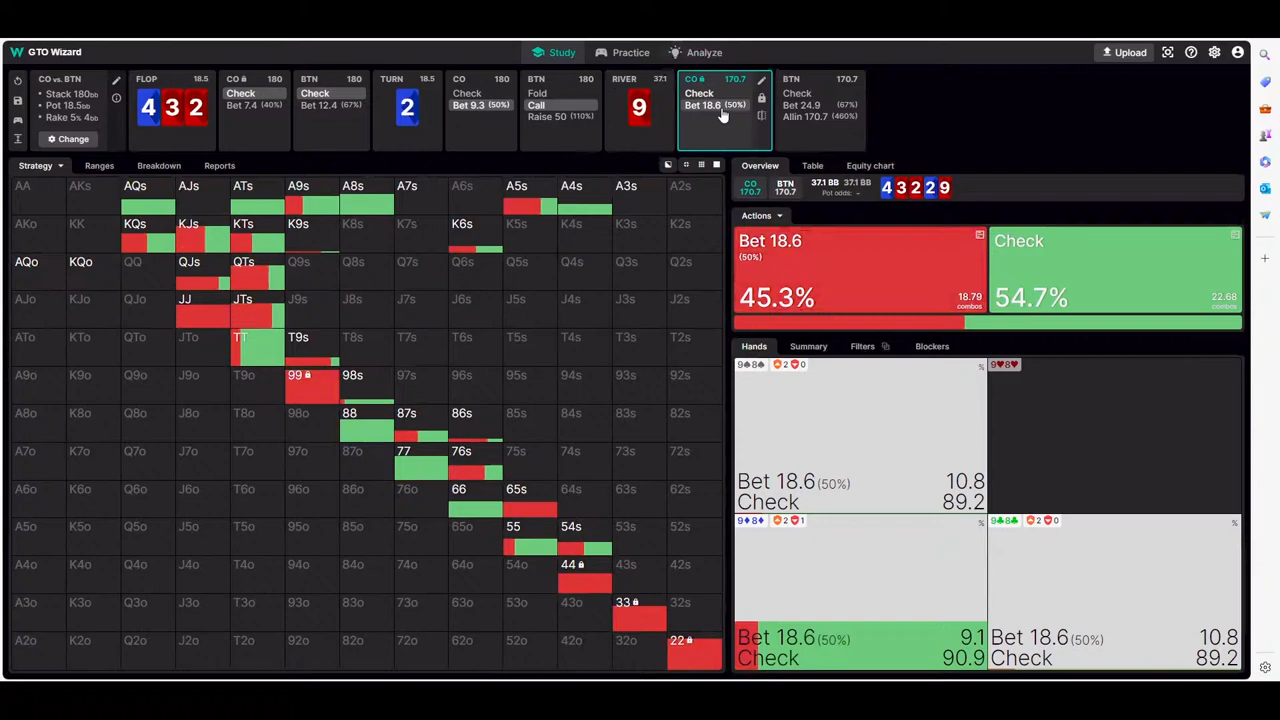 W GTO Wizard
Study
Practice
Analyze
Upload
CO vs. BTN
• Stack 180bb
• Pot 18.5bb
• Rake 5% 4bb
Change
FLOP 18.5
4 3 2
CO 180
Check
Bet 7.4 (40%)
BTN 180
Check
Bet 12.4 (67%)
TURN 18.5
2
CO 180
Check
Bet 9.3 (50%)
BTN 180
Fold
Call
Raise 50 (110%)
RIVER 37.1
9
CO 170.7
Check
Bet 18.6 (50%)
BTN 170.7
Check
Bet 24.9 (67%)
Allin 170.7 (460%)
Strategy Ranges Breakdown Reports
AA AKs AQs AJs ATs A9s A8s A7s A6s A5s A4s A3s A2s
AKo KK KQs KJs KTs K9s K8s K7s K6s K5s K4s K3s K2s
AQo KQo QQ QJs QTs Q9s Q8s Q7s Q6s Q5s Q4s Q3s Q2s
AJo KJo QJo JJ JTs J9s J8s J7s J6s J5s J4s J3s J2s
ATo KTo QTo JTo TT T9s T8s T7s T6s T5s T4s T3s T2s
A9o K9o Q9o J9o T9o 99 98s 97s 96s 95s 94s 93s 92s
A8o K8o Q8o J8o T8o 98o 88 87s 86s 85s 84s 83s 82s
A7o K7o Q7o J7o T7o 97o 87o 77 76s 75s 74s 73s 72s
A6o K6o Q6o J6o T6o 96o 86o 76o 66 65s 64s 63s 62s
A5o K5o Q5o J5o T5o 95o 85o 75o 65o 55 54s 53s 52s
A4o K4o Q4o J4o T4o 94o 84o 74o 64o 54o 44 43s 42s
A3o K3o Q3o J3o T3o 93o 83o 73o 63o 53o 43o 33 32s
A2o K2o Q2o J2o T2o 92o 82o 72o 62o 52o 42o 32o 22
Overview Table Equity chart
CO 170.7
BTN 170.7
37.1 BB 37.1 BB
Pot odds: -
4 3 2 2 9
Actions
Bet 18.6
(50%)
45.3%
18.79
combos
Check
54.7%
22.68
combos
Hands Summary Filters Blockers
9♠8♠ 2 0 %
Bet 18.6(50%) 10.8
Check 89.2
9♥8♥
9♦8♦ 2 1 %
Bet 18.6(50%) 9.1
Check 90.9
9♣8♣ 2 0 %
Bet 18.6(50%) 10.8
Check 89.2